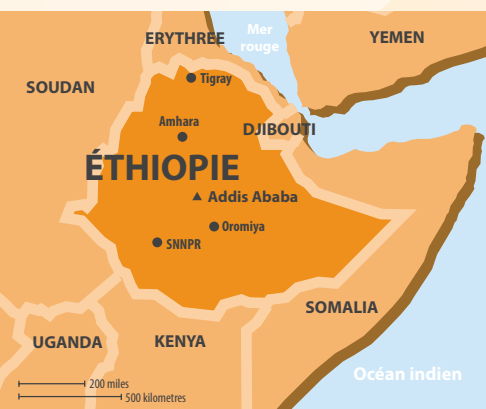 Mer
rouge
ERYTHREE
YEMEN
SOUDAN
Tigray
Amhara
DJIBOUTI
ÉTHIOPIE
Addis Ababa
Oromiya
SNNPR
SOMALIA
UGANDA
KENYA
Océan indien
200 miles
500 kilometres